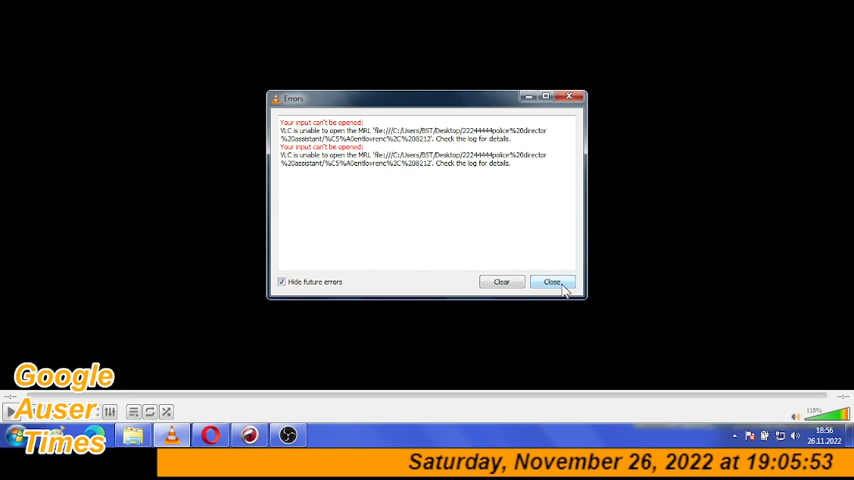 Errors
Your input can't be opened:
VLC is unable to open the MRL 'file:///C:/Users/BST/Desktop/22244444police%20director
%20assistant/%C5%A0entlovrenc%2C%208212'. Check the log for details.
Your input can't be opened:
VLC is unable to open the MRL 'file:///C:/Users/BST/Desktop/22244444police%20director
%20assistant/%C5%A0entlovrenc%2C%208212'. Check the log for details.
Hide future errors
Clear
Close
Google
Auser
Times
--:--
--:--
118%
18:56
26.11.2022
Saturday, November 26, 2022 at 19:05:53